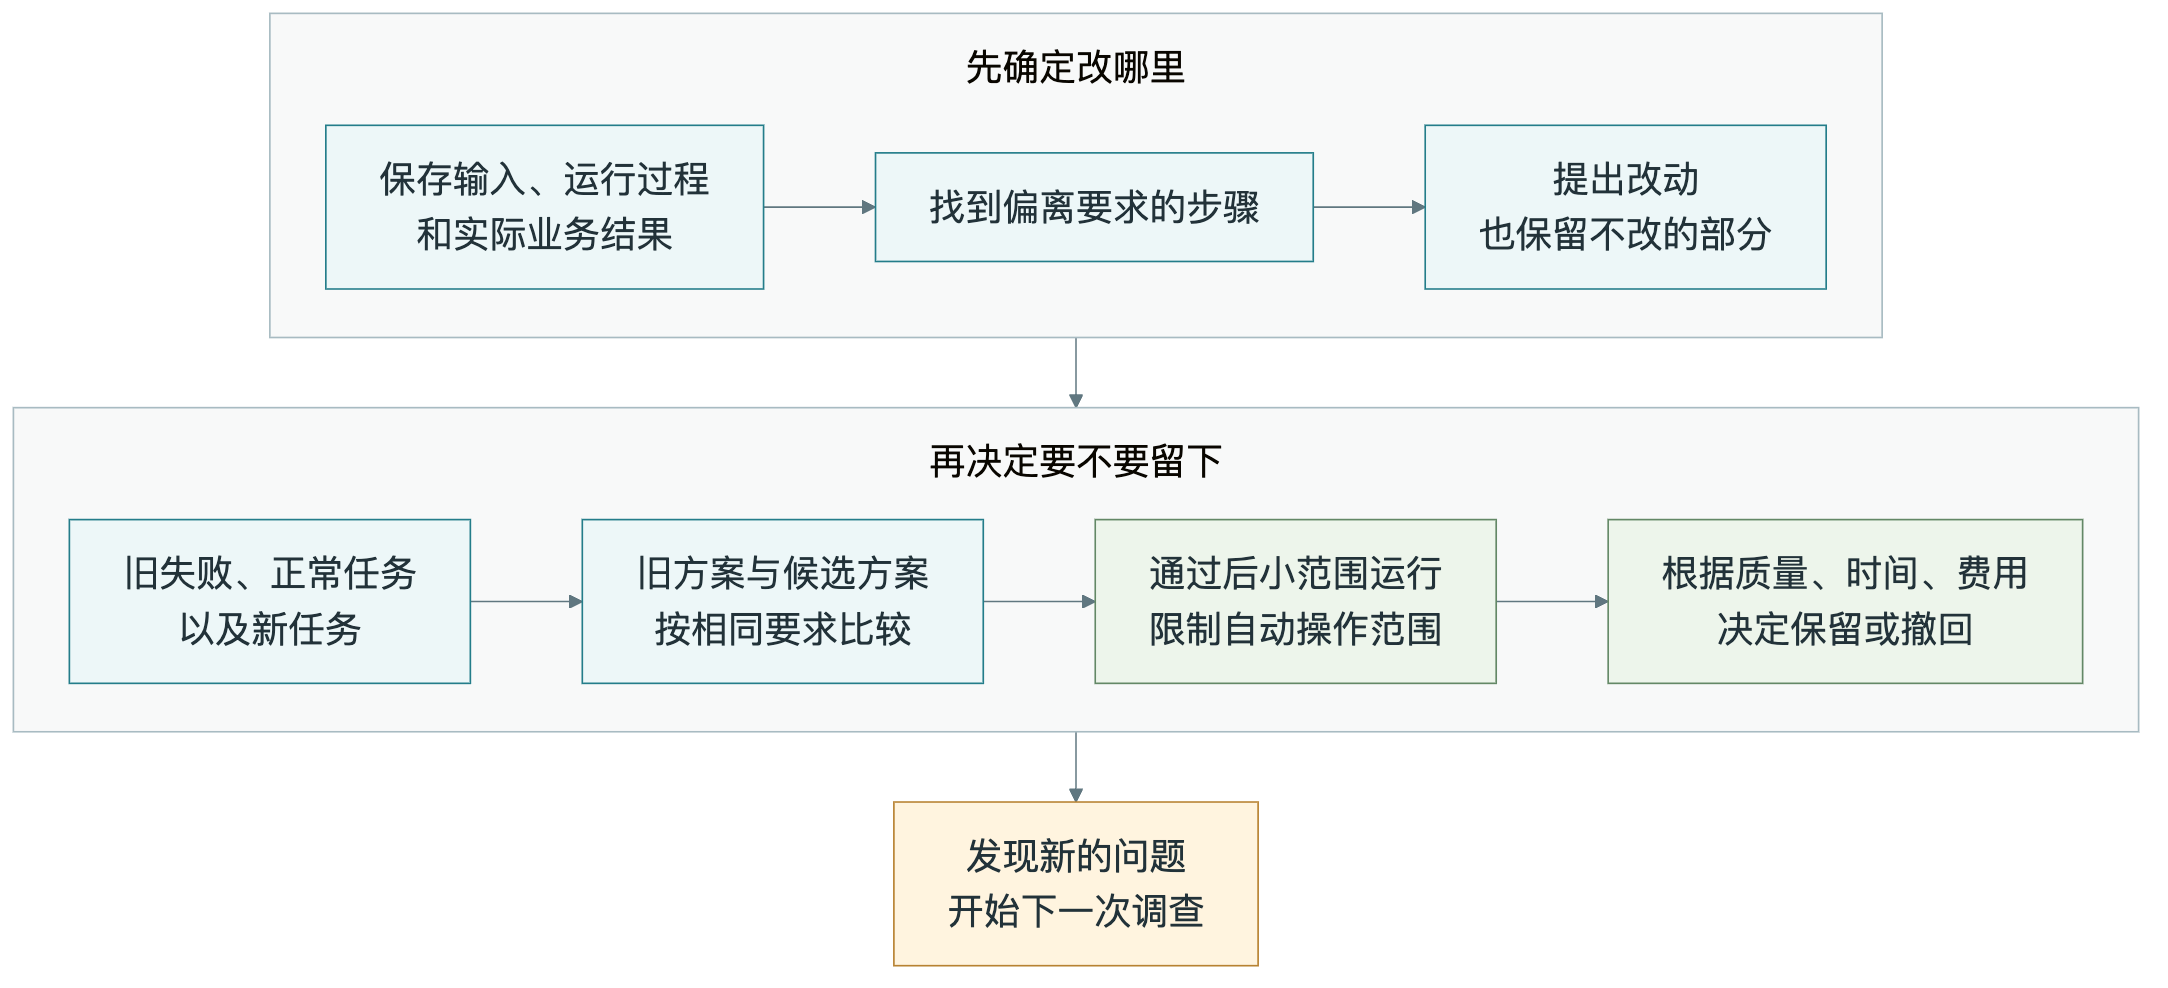 先确定改哪里
保存输入、运行过程
和实际业务结果
找到偏离要求的步骤
提出改动
也保留不改的部分
再决定要不要留下
旧失败、正常任务
以及新任务
旧方案与候选方案
按相同要求比较
通过后小范围运行
限制自动操作范围
根据质量、时间、费用
决定保留或撤回
发现新的问题
开始下一次调查